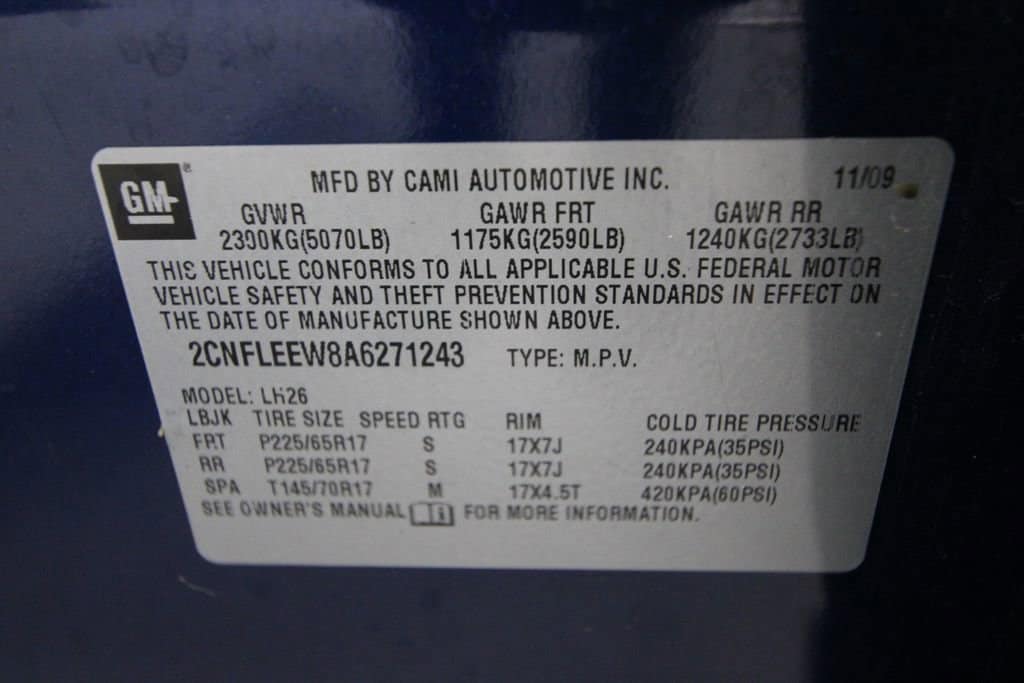 GM ®
MFD BY CAMI AUTOMOTIVE INC. 11/09
GVWR GAWR FRT GAWR RR
2300KG(5070LB) 1175KG(2590LB) 1240KG(2733LB)
THIS VEHICLE CONFORMS TO ALL APPLICABLE U.S. FEDERAL MOTOR
VEHICLE SAFETY AND THEFT PREVENTION STANDARDS IN EFFECT ON
THE DATE OF MANUFACTURE SHOWN ABOVE.
2CNFLEEW8A6271243 TYPE: M.P.V.
MODEL: LH26
LBJK TIRE SIZE SPEED RTG RIM COLD TIRE PRESSURE
FRT P225/65R17 S 17X7J 240KPA(35PSI)
RR P225/65R17 S 17X7J 240KPA(35PSI)
SPA T145/70R17 M 17X4.5T 420KPA(60PSI)
SEE OWNER'S MANUAL i FOR MORE INFORMATION.